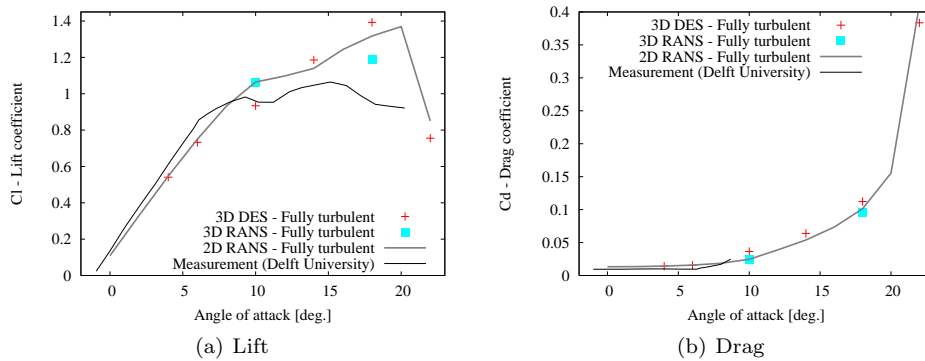 1.4
1.2
1
0.8
0.6
0.4
0.2
0
Cl - Lift coefficient
3D DES - Fully turbulent
3D RANS - Fully turbulent
2D RANS - Fully turbulent
Measurement (Delft University)
0 5 10 15 20
Angle of attack [deg.]
(a) Lift
0.4
0.35
0.3
0.25
0.2
0.15
0.1
0.05
0
Cd - Drag coefficient
3D DES - Fully turbulent
3D RANS - Fully turbulent
2D RANS - Fully turbulent
Measurement (Delft University)
0 5 10 15 20
Angle of attack [deg.]
(b) Drag